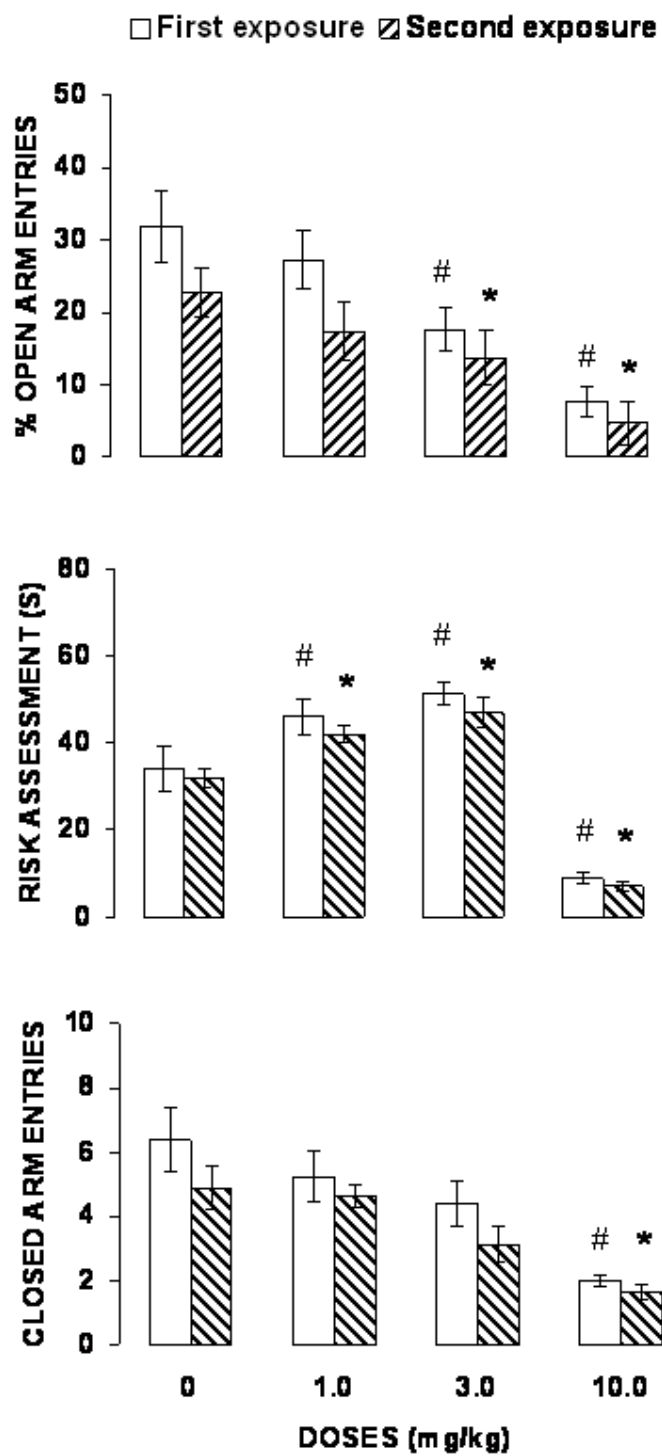 First exposure Second exposure
% OPEN ARM ENTRIES
50
40
30
20
10
0
# * # *
RISK ASSESSMENT (S)
80
60
40
20
0
# * # * # *
CLOSED ARM ENTRIES
10
8
6
4
2
0
# *
0 1.0 3.0 10.0
DOSES (mg/kg)